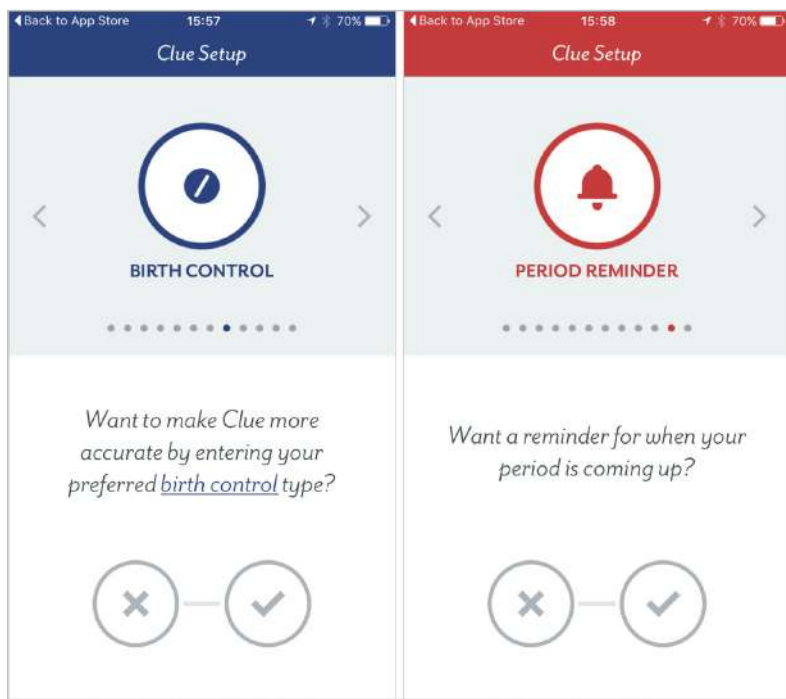 Back to App Store 15:57 70%
Clue Setup
BIRTH CONTROL
Want to make Clue more
accurate by entering your
preferred birth control type?
Back to App Store 15:58 70%
Clue Setup
PERIOD REMINDER
Want a reminder for when your
period is coming up?